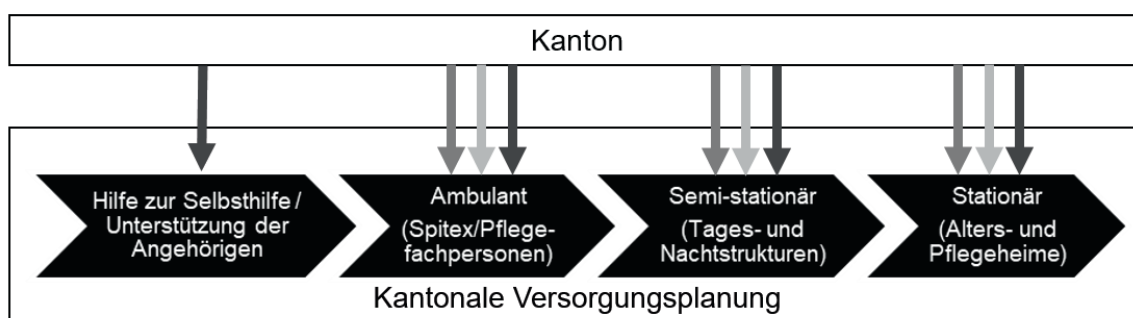 Kanton
Hilfe zur Selbsthilfe /
Unterstützung der
Angehörigen
Ambulant
(Spitex/Pflege-
fachpersonen)
Semi-stationär
(Tages- und
Nachtstrukturen)
Stationär
(Alters- und
Pflegeheime)
Kantonale Versorgungsplanung